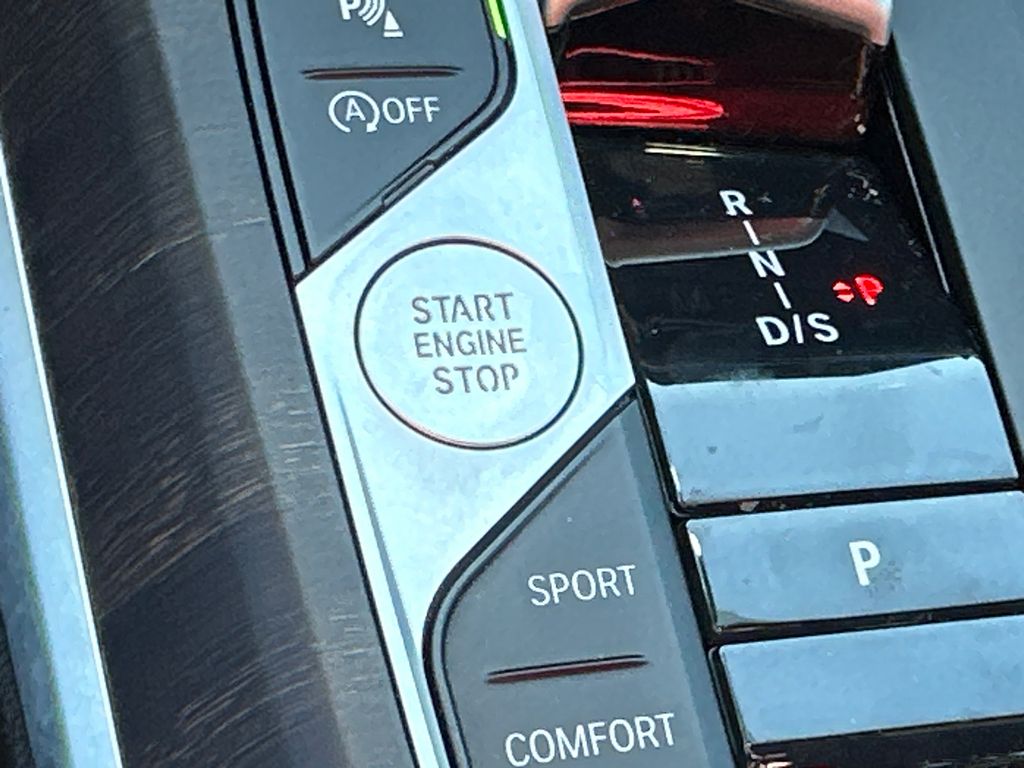 P
A OFF
START
ENGINE
STOP
R
N
D/S
P
P
SPORT
COMFORT